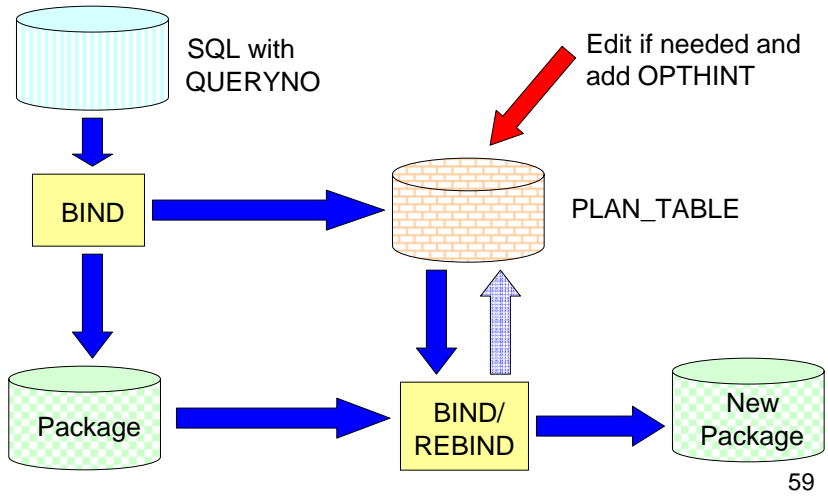 SQL with
QUERYNO
Edit if needed and
add OPTHINT
BIND
PLAN_TABLE
Package
BIND/
REBIND
New
Package
59